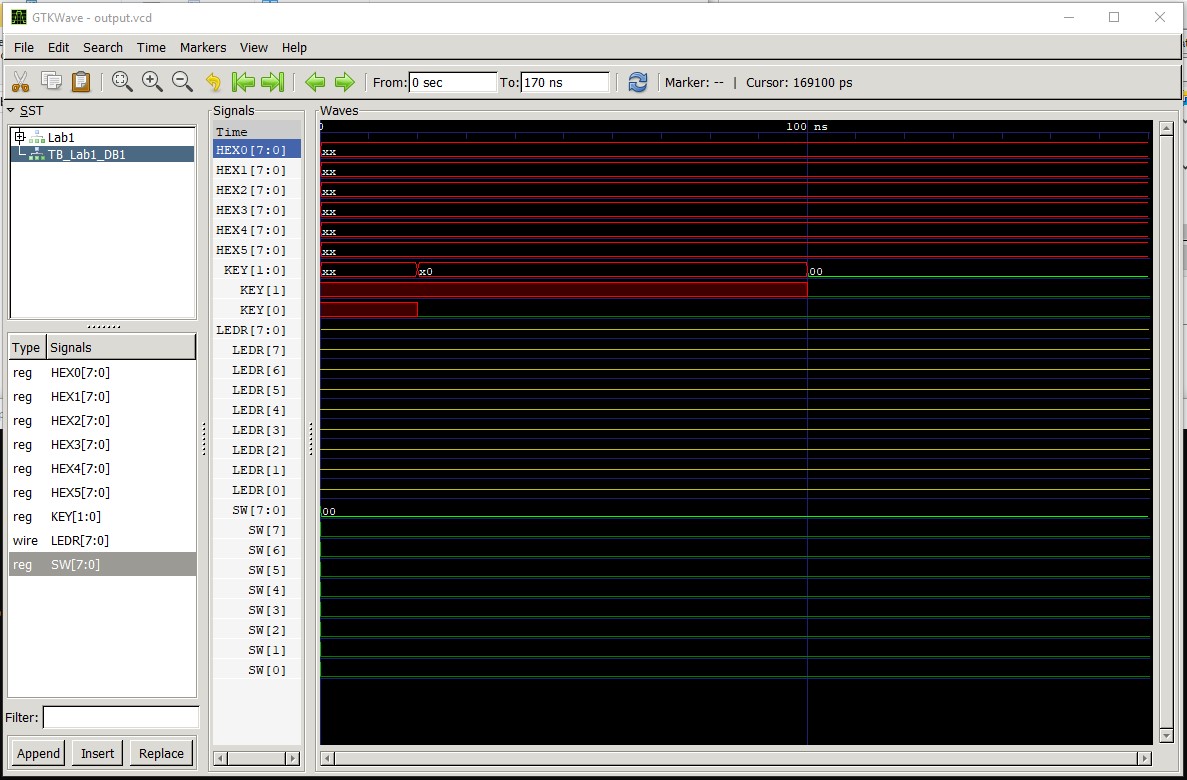 GTKWave - output.vcd
File Edit Search Time Markers View Help
From: 0 sec To: 170 ns Marker: -- | Cursor: 169100 ps
SST
Lab1
TB_Lab1_DB1
Type Signals
reg HEX0[7:0]
reg HEX1[7:0]
reg HEX2[7:0]
reg HEX3[7:0]
reg HEX4[7:0]
reg HEX5[7:0]
reg KEY[1:0]
wire LEDR[7:0]
reg SW[7:0]
Filter:
Append Insert Replace
Signals
Time
HEX0[7:0]
HEX1[7:0]
HEX2[7:0]
HEX3[7:0]
HEX4[7:0]
HEX5[7:0]
KEY[1:0]
KEY[1]
KEY[0]
LEDR[7:0]
LEDR[7]
LEDR[6]
LEDR[5]
LEDR[4]
LEDR[3]
LEDR[2]
LEDR[1]
LEDR[0]
SW[7:0]
SW[7]
SW[6]
SW[5]
SW[4]
SW[3]
SW[2]
SW[1]
SW[0]
Waves
0 100 ns
xx
xx
xx
xx
xx
xx
xx x0 00
00